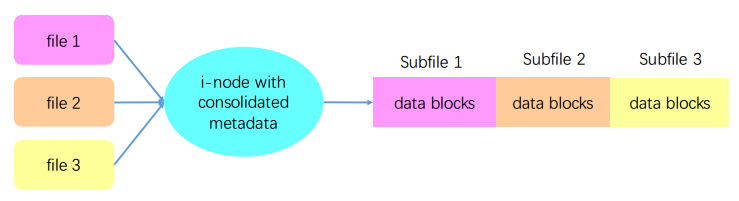 file 1
file 2
file 3
i-node with
consolidated
metadata
Subfile 1
Subfile 2
Subfile 3
data blocks
data blocks
data blocks